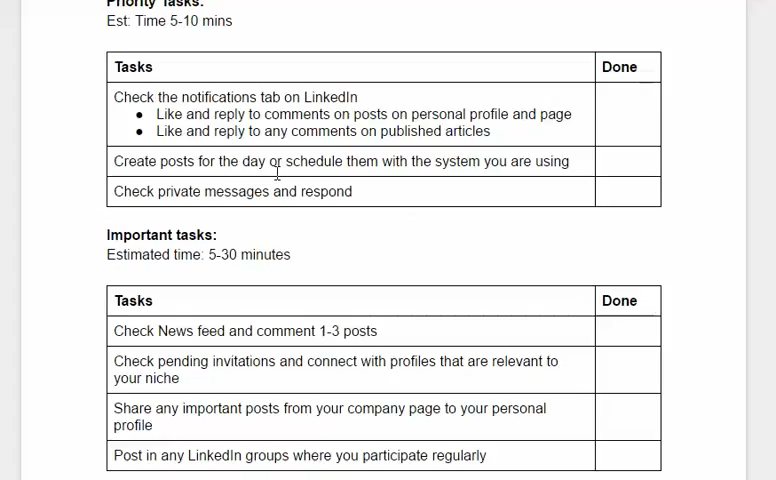 Priority Tasks:
Est: Time 5-10 mins
Tasks Done
Check the notifications tab on LinkedIn
● Like and reply to comments on posts on personal profile and page
● Like and reply to any comments on published articles
Create posts for the day or schedule them with the system you are using
Check private messages and respond
Important tasks:
Estimated time: 5-30 minutes
Tasks Done
Check News feed and comment 1-3 posts
Check pending invitations and connect with profiles that are relevant to
your niche
Share any important posts from your company page to your personal
profile
Post in any LinkedIn groups where you participate regularly